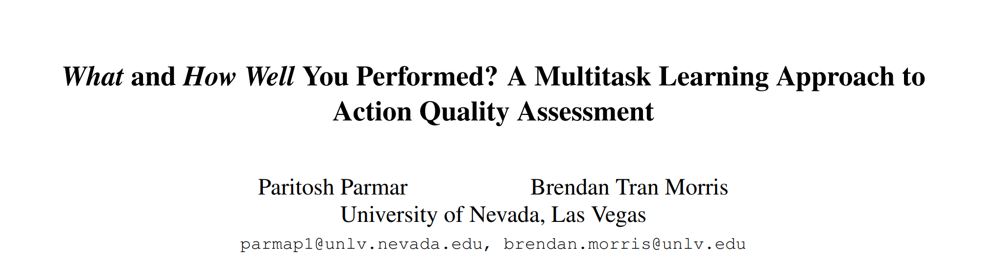 What and How Well You Performed? A Multitask Learning Approach to
Action Quality Assessment
Paritosh Parmar Brendan Tran Morris
University of Nevada, Las Vegas
parmap1@unlv.nevada.edu, brendan.morris@unlv.edu